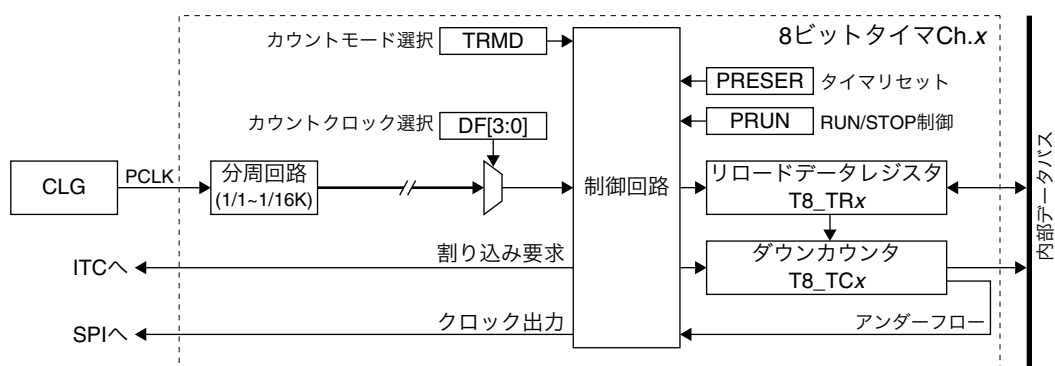 8ビットタイマCh.x
カウントモード選択 TRMD
PRESER タイマリセット
カウントクロック選択 DF[3:0]
PRUN RUN/STOP制御
CLG
PCLK
分周回路
(1/1~1/16K)
制御回路
リロードデータレジスタ
T8_TRx
内部データバス
ITCへ
割り込み要求
ダウンカウンタ
T8_TCx
SPIへ
クロック出力
アンダーフロー